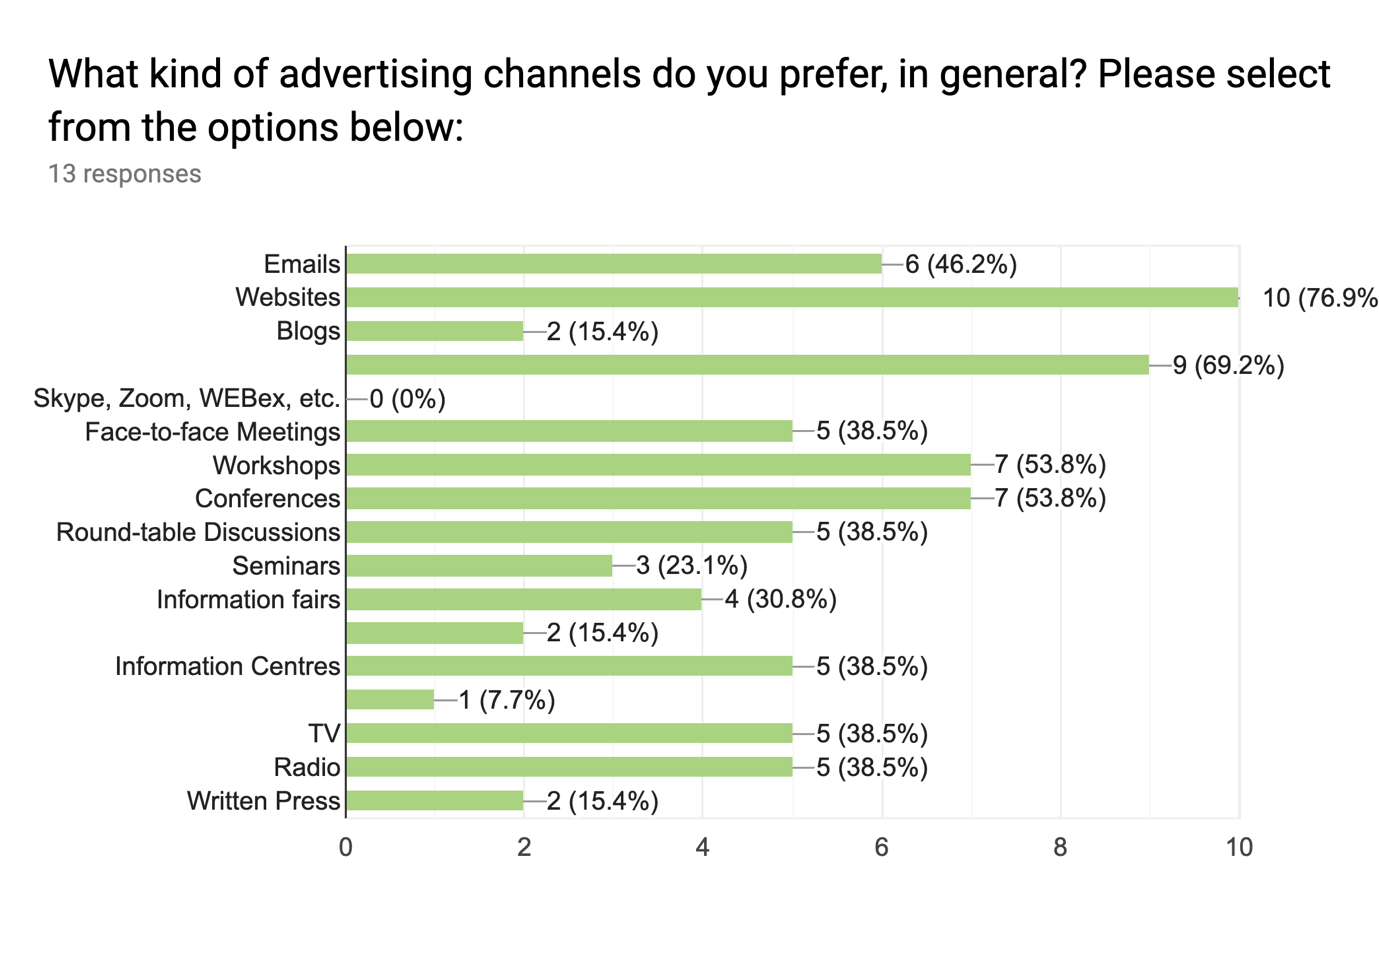 What kind of advertising channels do you prefer, in general? Please select
from the options below:
13 responses
Emails 6 (46.2%)
Websites 10 (76.9%
Blogs 2 (15.4%)
9 (69.2%)
Skype, Zoom, WEBex, etc. 0 (0%)
Face-to-face Meetings 5 (38.5%)
Workshops 7 (53.8%)
Conferences 7 (53.8%)
Round-table Discussions 5 (38.5%)
Seminars 3 (23.1%)
Information fairs 4 (30.8%)
2 (15.4%)
Information Centres 5 (38.5%)
1 (7.7%)
TV 5 (38.5%)
Radio 5 (38.5%)
Written Press 2 (15.4%)
0 2 4 6 8 10